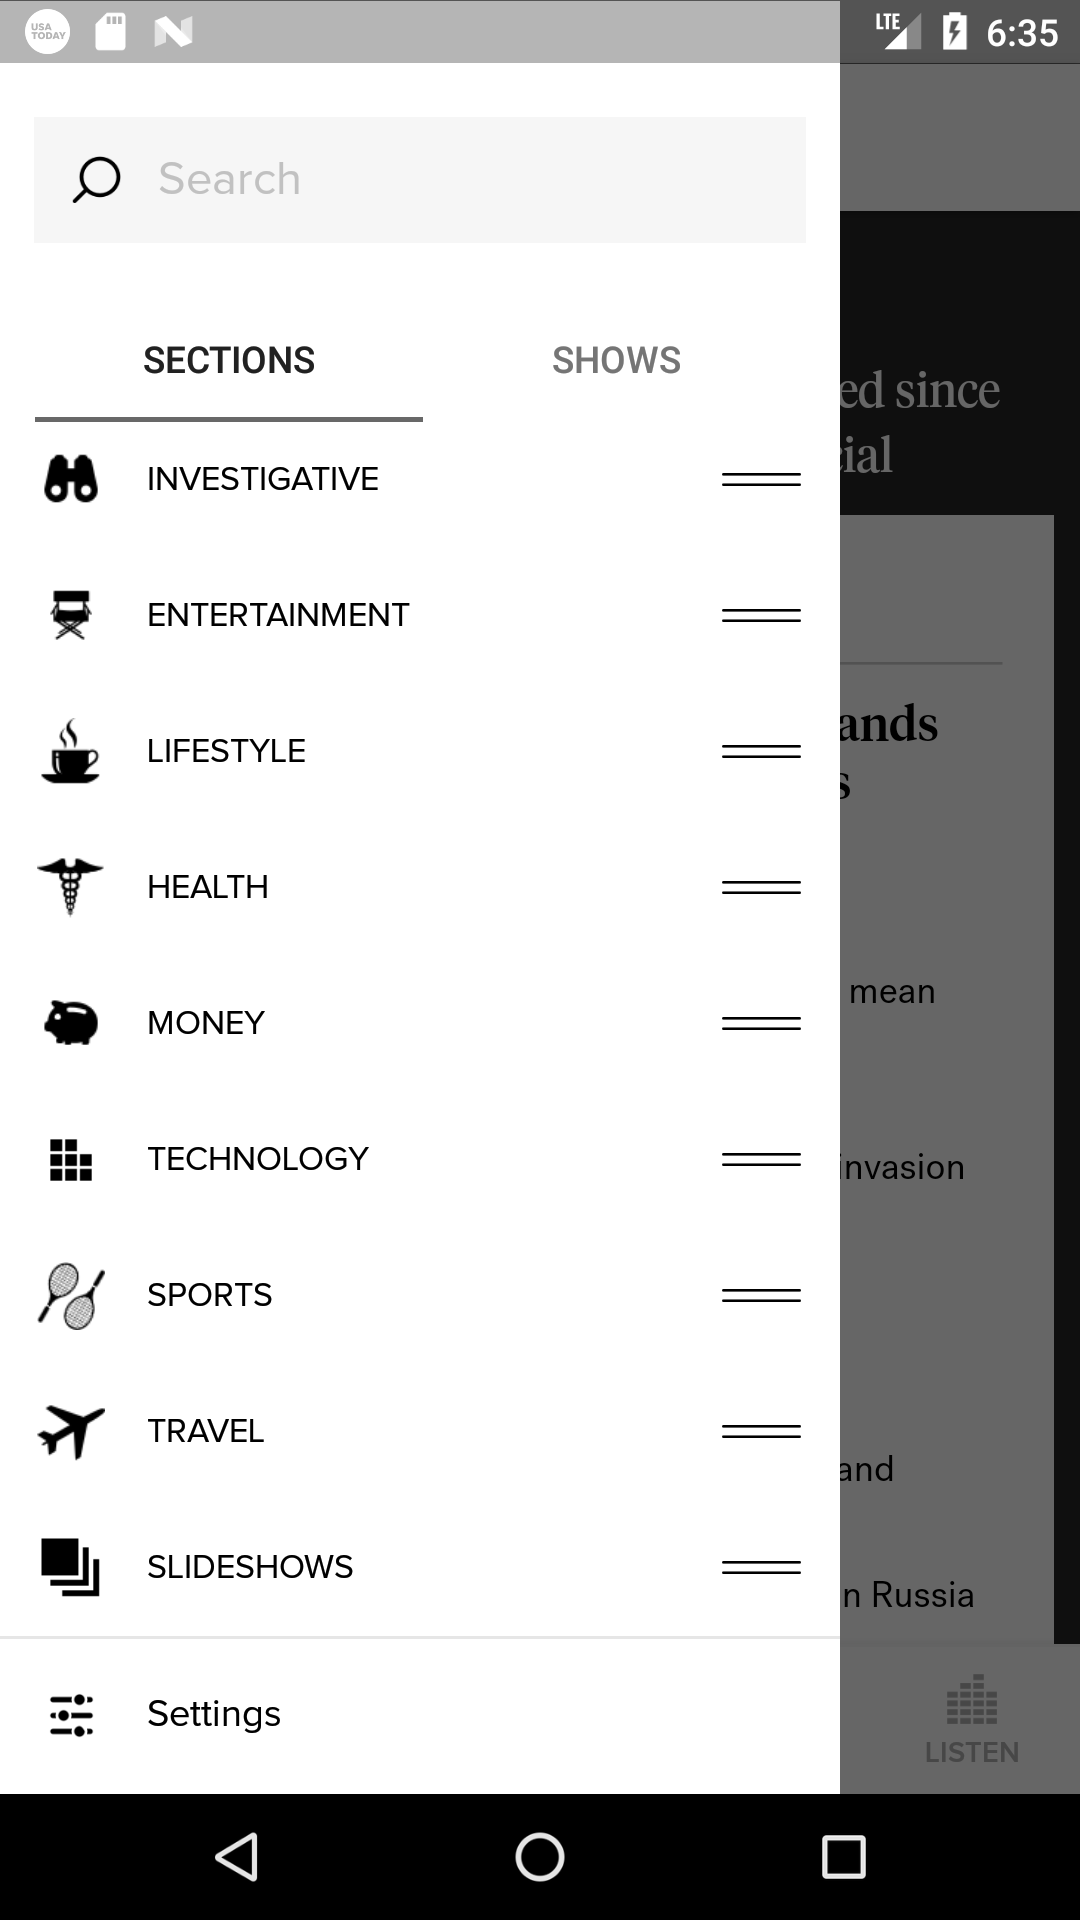 USA
TODAY
LTE
6:35
Search
SECTIONS
SHOWS
ed since
cial
INVESTIGATIVE
ENTERTAINMENT
ands
LIFESTYLE
s
HEALTH
mean
MONEY
TECHNOLOGY
invasion
SPORTS
TRAVEL
and
SLIDESHOWS
n Russia
Settings
LISTEN